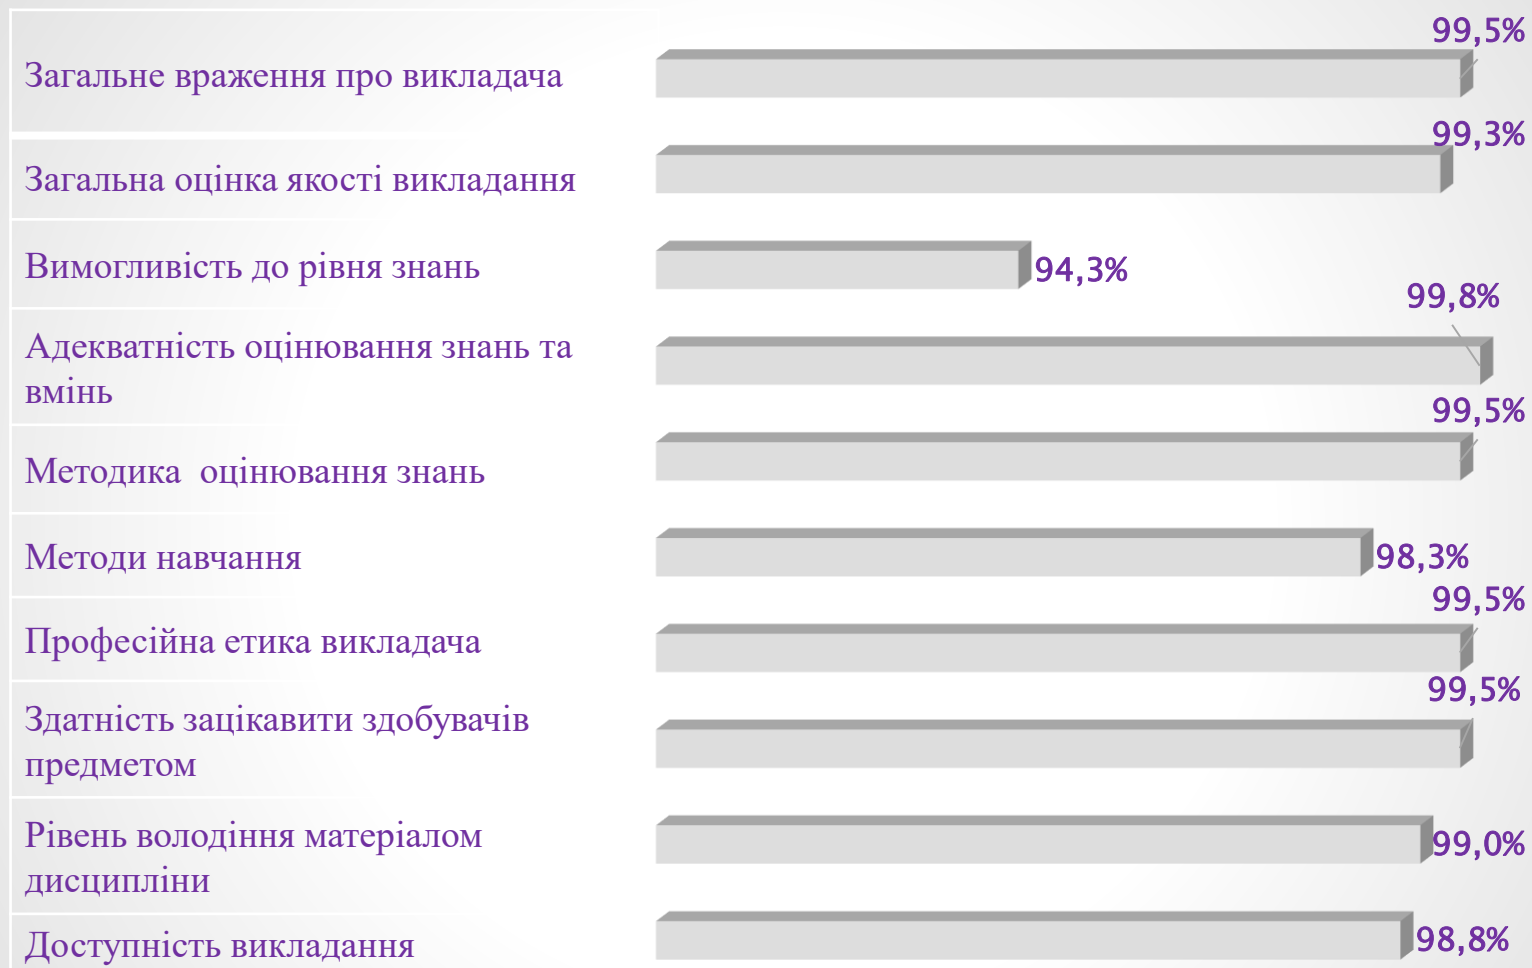 99,5%
Загальне враження про викладача
99,3%
Загальна оцінка якості викладання
Вимогливість до рівня знань
94,3%
99,8%
Адекватність оцінювання знань та
вмінь
99,5%
Методика  оцінювання знань
Методи навчання
98,3%
99,5%
Професійна етика викладача
99,5%
Здатність зацікавити здобувачів
предметом
Рівень володіння матеріалом
дисципліни
99,0%
Доступність викладання
98,8%